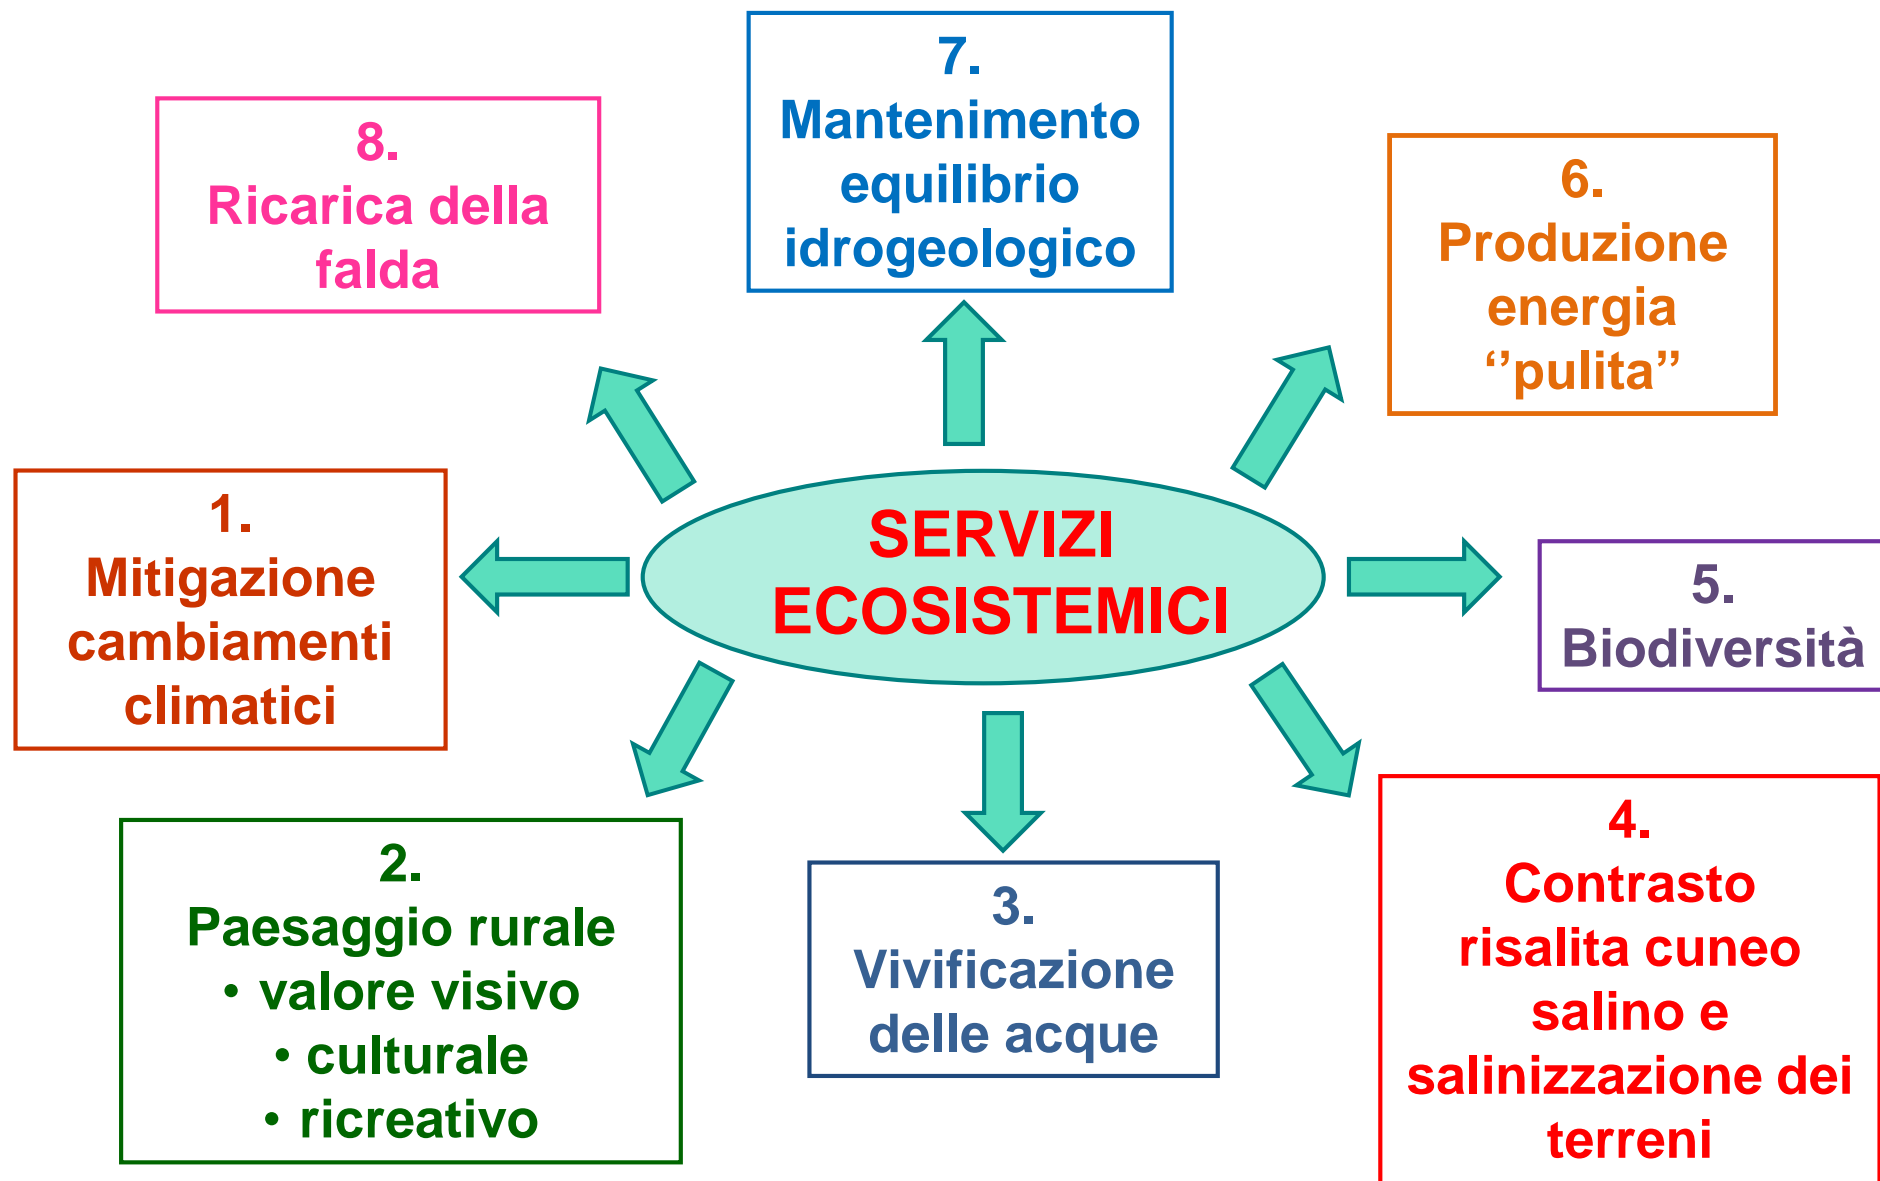 7.
Mantenimento
equilibrio
idrogeologico
8.
Ricarica della
falda
6.
Produzione
energia
‘’pulita’’
SERVIZI
ECOSISTEMICI
1.
Mitigazione
cambiamenti
climatici
5.
Biodiversità
2.
Paesaggio rurale
• valore visivo
• culturale
• ricreativo
3.
Vivificazione
delle acque
4.
Contrasto
risalita cuneo
salino e
salinizzazione dei
terreni